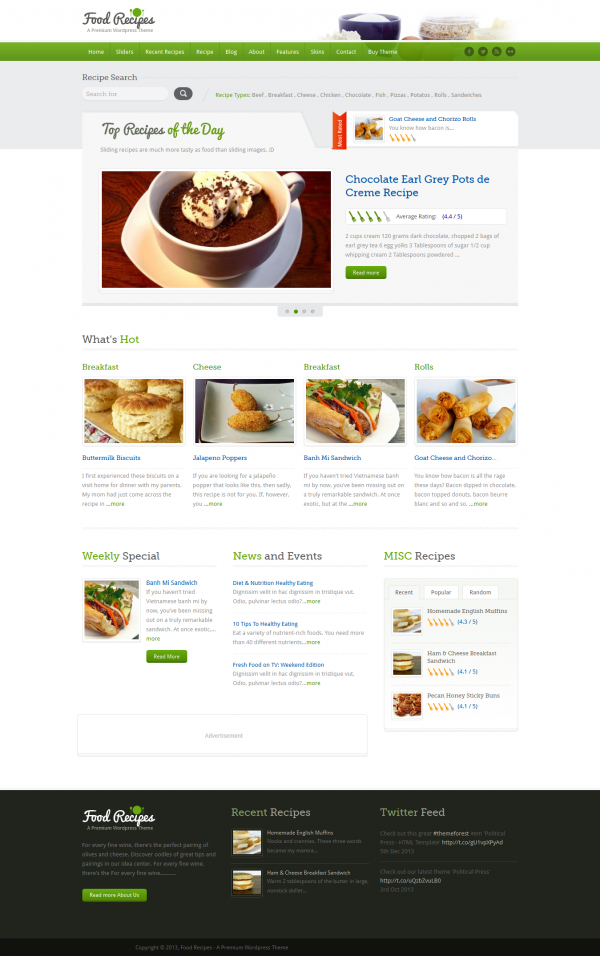 Food Recipes
A Premium Wordpress Theme
Home Sliders Recent Recipes Recipe Blog About Features Skins Contact Buy Theme
Recipe Search
Search for
Recipe Types: Beef , Breakfast , Cheese , Chicken , Chocolate , Fish , Pizzas , Potatus , Rolls , Sandwiches
Top Recipes of the Day
Sliding recipes are much more tasty as food than sliding images. :D
Most Rated
Goat Cheese and Chorizo Rolls
You know how bacon is...
Chocolate Earl Grey Pots de
Creme Recipe
Average Rating: (4.4 / 5)
2 cups cream 120 grams dark chocolate, chopped 2 bags of
earl grey tea 6 egg yolks 3 Tablespoons of sugar 1/2 cup
whipping cream 2 Tablespoons powdered ...
Read more
What's Hot
Breakfast
Buttermilk Biscuits
I first experienced these biscuits on a
visit home for dinner with my parents.
My mom had just come across the
recipe in ...more
Cheese
Jalapeno Poppers
If you are looking for a jalapeño
popper that looks like this, then sadly,
this recipe is not for you. If, however,
you ...more
Breakfast
Banh Mi Sandwich
If you haven't tried Vietnamese banh
mi by now, you've been missing out on
a truly remarkable sandwich. At once
exotic, but at the ...more
Rolls
Goat Cheese and Chorizo...
You know how bacon is all the rage
these days? Bacon dipped in chocolate,
bacon topped donuts, bacon beurre
blanc and so and so. ...more
Weekly Special
Banh Mi Sandwich
If you haven't tried
Vietnamese banh mi by
now, you've been missing
out on a truly remarkable
sandwich. At once exotic,...
more
Read More
News and Events
Diet & Nutrition Healthy Eating
Dignissim velit in hac dignissim in tristique vut.
Odio, pulvinar lectus odio?...more
10 Tips To Healthy Eating
Eat a variety of nutrient-rich foods. You need more
than 40 different nutrients...more
Fresh Food on TV: Weekend Edition
Dignissim velit in hac dignissim in tristique vut.
Odio, pulvinar lectus odio?...more
MISC Recipes
Recent Popular Random
Homemade English Muffins
(4.3 / 5)
Ham & Cheese Breakfast
Sandwich
(4.1 / 5)
Pecan Honey Sticky Buns
(4.1 / 5)
Advertisement
Food Recipes
A Premium Wordpress Theme
For every fine wine, there's the perfect pairing of
olives and cheese. Discover oodles of great tips and
pairings in our idea center. For every fine wine,
there's the For every fine wine..........
Read more About Us
Recent Recipes
Homemade English Muffins
Nooks and crannies. These three words
became my mantra...
Ham & Cheese Breakfast Sandwich
Warm 2 tablespoons of the butter in large,
nonstick skillet...
Twitter Feed
Check out this great #themeforest item 'Political
Press - HTML Template'
5th Dec 2013
Check out our latest theme 'Political Press'
3rd Oct 2013
Copyright © 2013, Food Recipes - A Premium Wordpress Theme